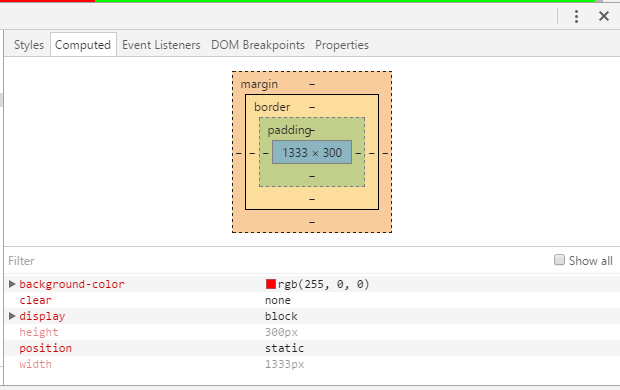 Styles Computed Event Listeners DOM Breakpoints Properties
margin –
border –
padding –
– – – 1333 × 300 – – –
–
–
–
Filter Show all
background-color rgb(255, 0, 0)
clear none
display block
height 300px
position static
width 1333px